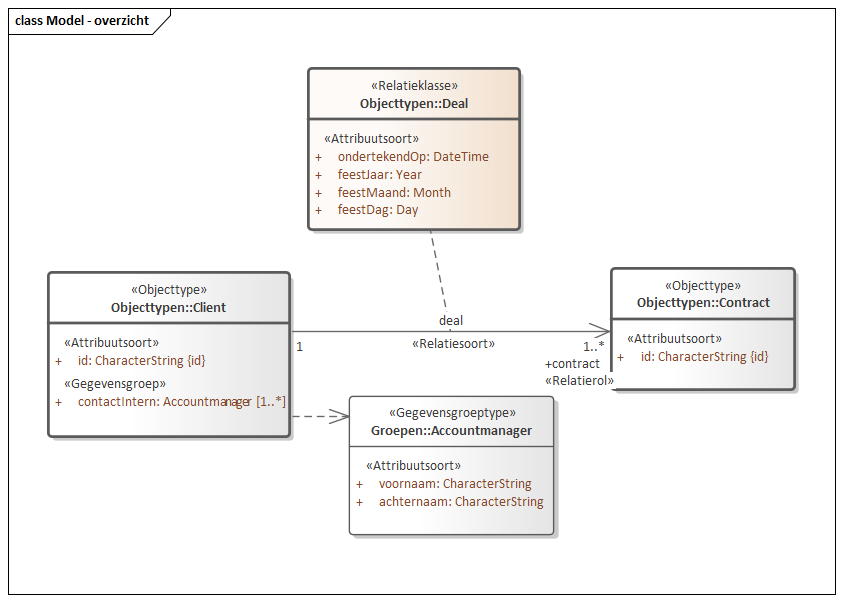 class Model - overzicht
«Relatieklasse»
Objecttypen::Deal
«Attribuutsoort»
+ ondertekendOp: DateTime
+ feestJaar: Year
+ feestMaand: Month
+ feestDag: Day
«Objecttype»
Objecttypen::Client
«Attribuutsoort»
+ id: CharacterString {id}
«Gegevensgroep»
+ contactIntern: Accountmanager [1..*]
deal
«Relatiesoort»
1
1..*
+contract
«Relatierol»
«Objecttype»
Objecttypen::Contract
«Attribuutsoort»
+ id: CharacterString {id}
«Gegevensgroeptype»
Groepen::Accountmanager
«Attribuutsoort»
+ voornaam: CharacterString
+ achternaam: CharacterString